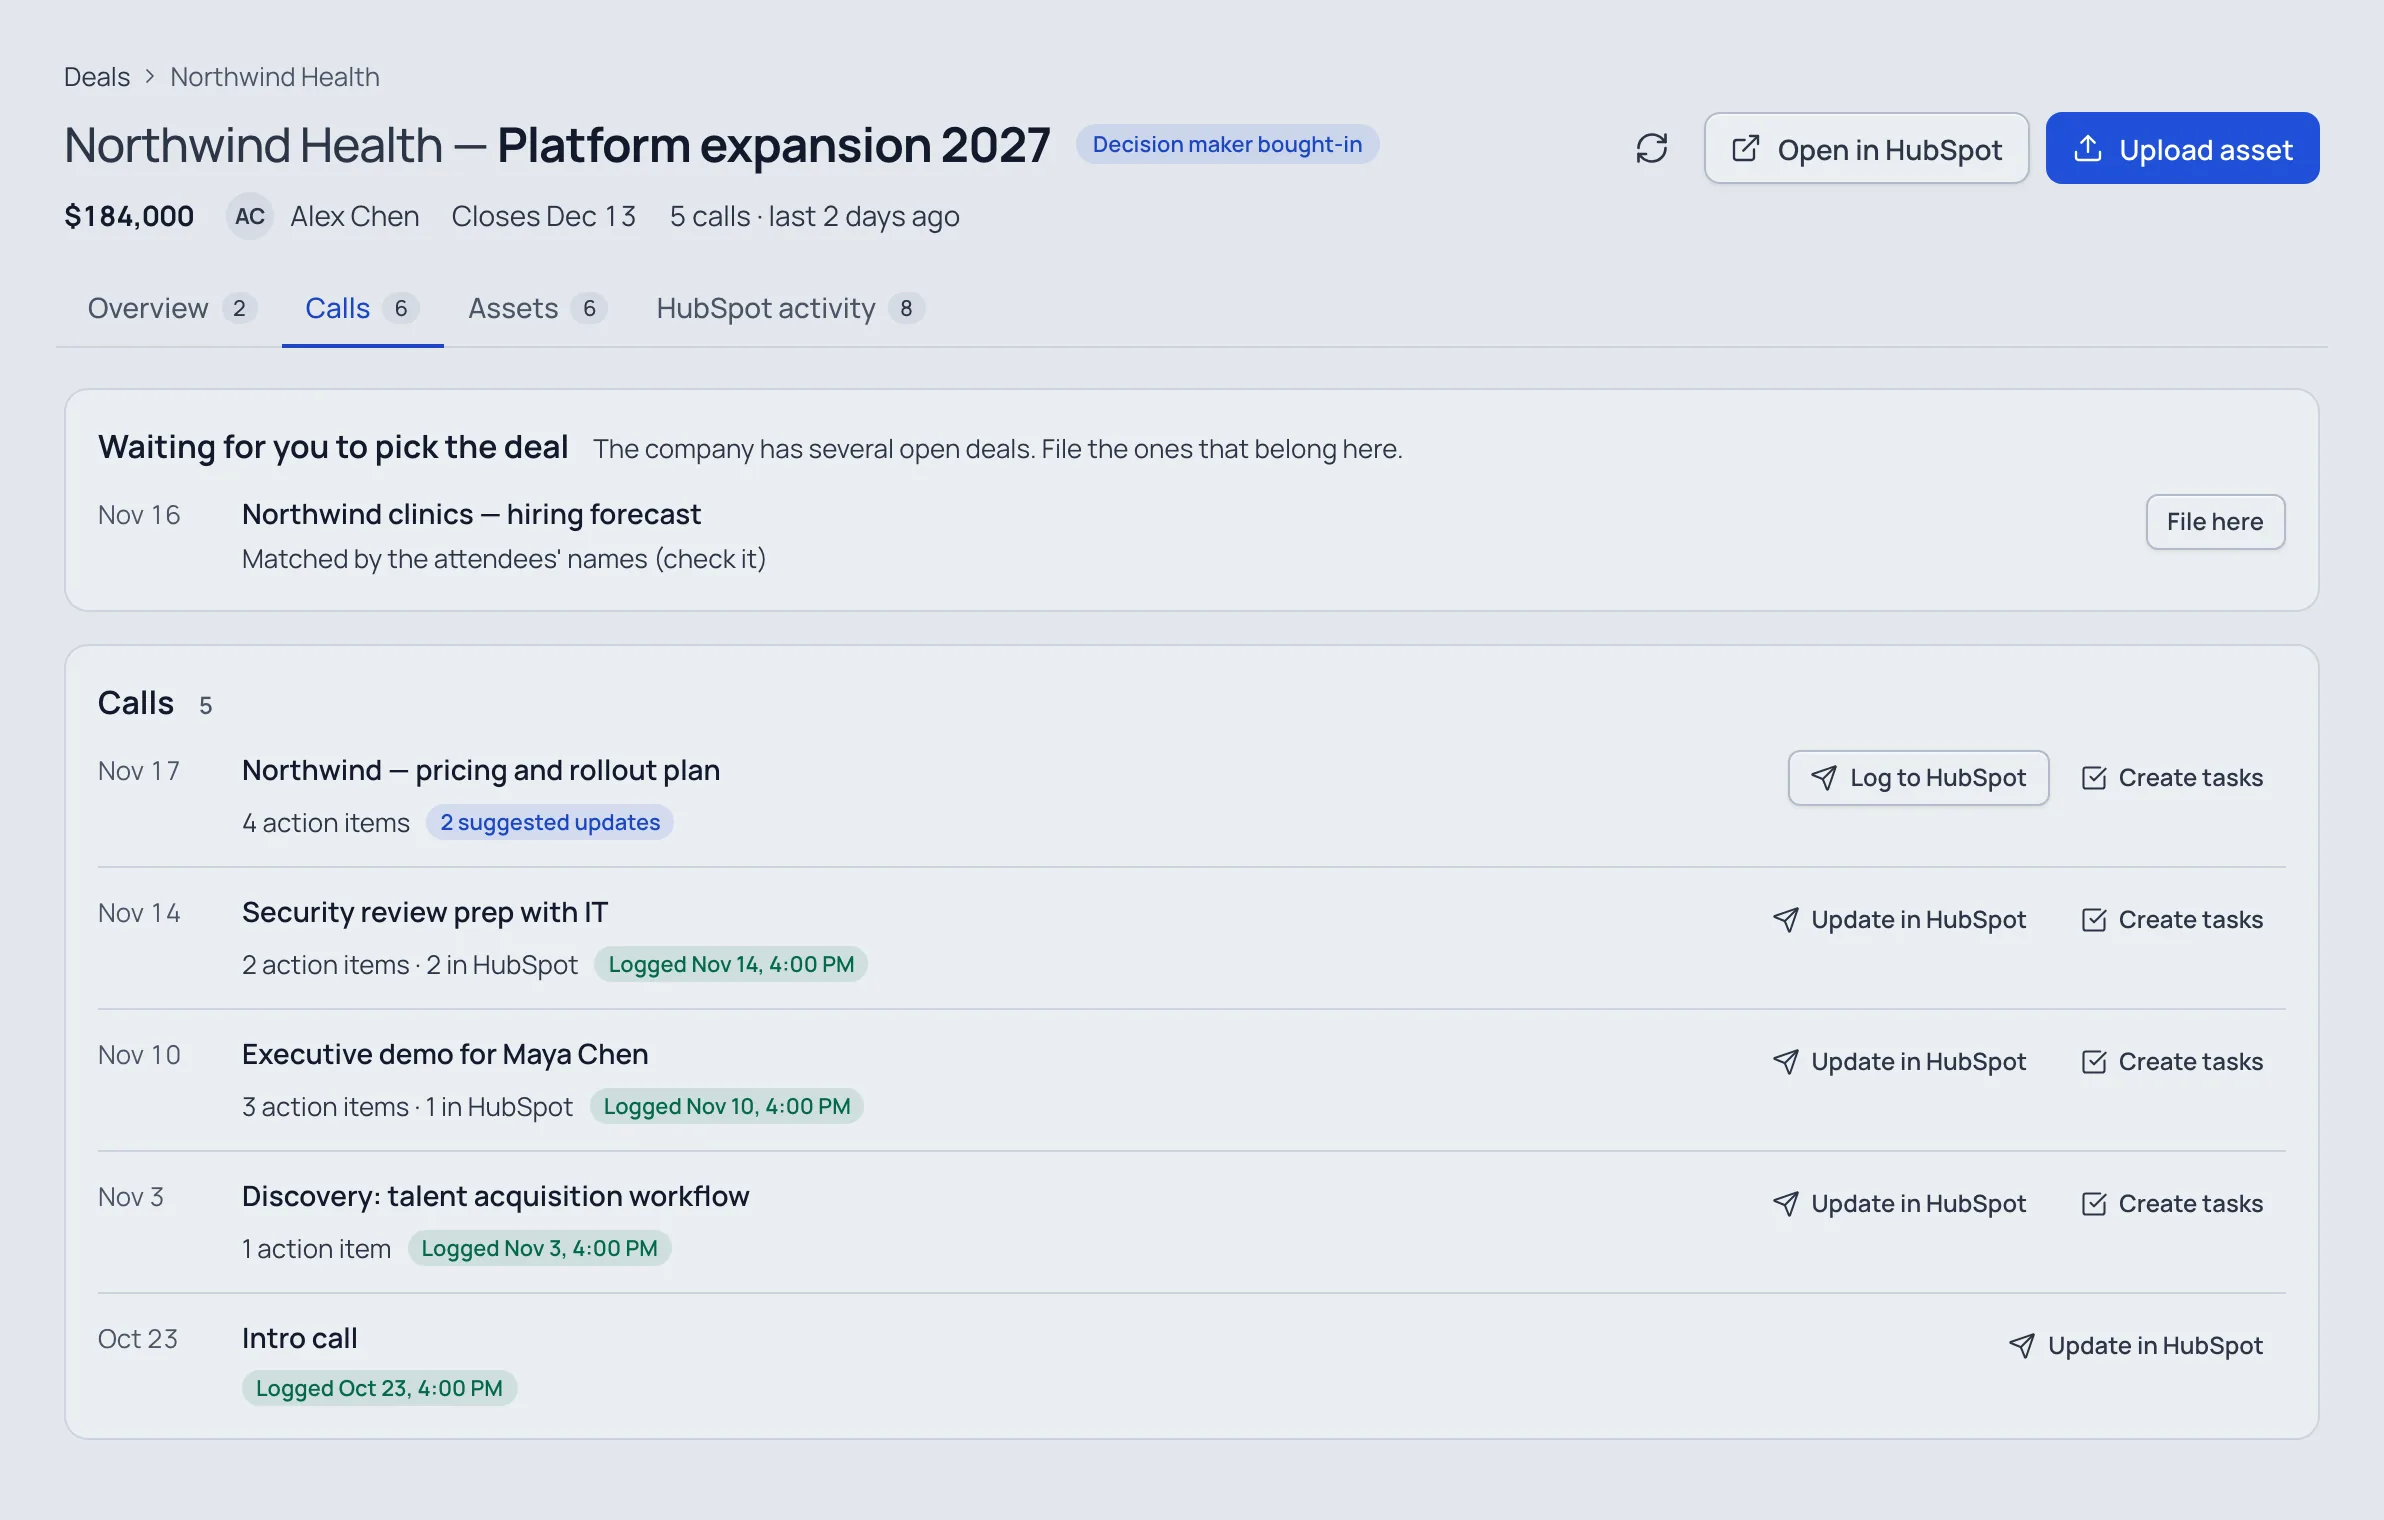 Deals > Northwind Health
Northwind Health — Platform expansion 2027 Decision maker bought-in
Open in HubSpot Upload asset
$184,000 AC Alex Chen Closes Dec 13 5 calls · last 2 days ago
Overview 2 Calls 6 Assets 6 HubSpot activity 8
Waiting for you to pick the deal The company has several open deals. File the ones that belong here.
Nov 16 Northwind clinics — hiring forecast File here
Matched by the attendees' names (check it)
Calls 5
Nov 17 Northwind — pricing and rollout plan Log to HubSpot Create tasks
4 action items 2 suggested updates
Nov 14 Security review prep with IT Update in HubSpot Create tasks
2 action items · 2 in HubSpot Logged Nov 14, 4:00 PM
Nov 10 Executive demo for Maya Chen Update in HubSpot Create tasks
3 action items · 1 in HubSpot Logged Nov 10, 4:00 PM
Nov 3 Discovery: talent acquisition workflow Update in HubSpot Create tasks
1 action item Logged Nov 3, 4:00 PM
Oct 23 Intro call Update in HubSpot
Logged Oct 23, 4:00 PM